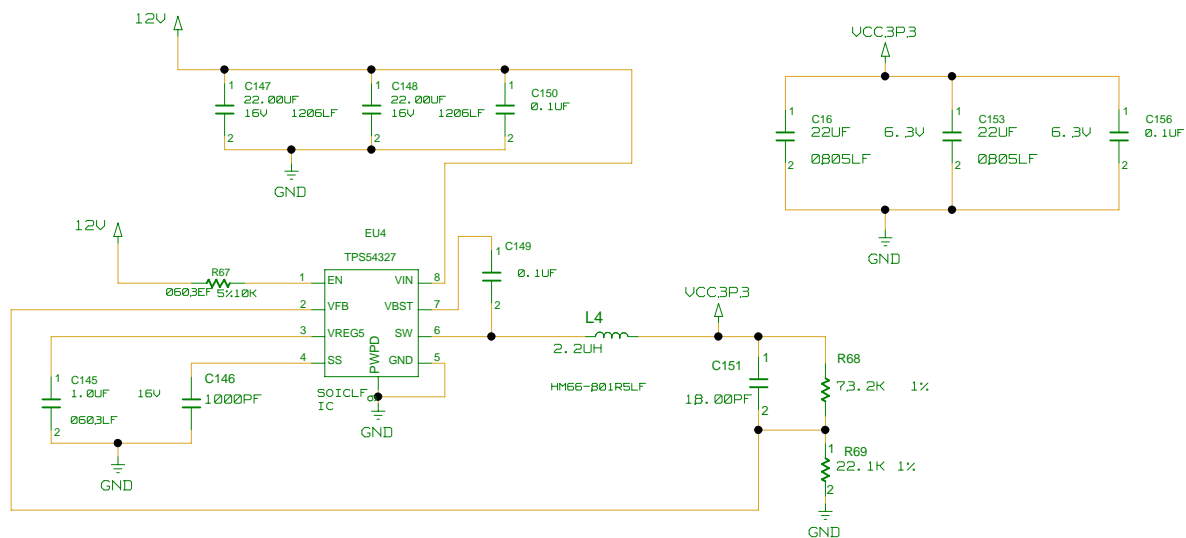 12V
VCC3P3
1
C147
22.00UF
16V 1206LF
2
1
C148
22.00UF
16V 1206LF
2
1
C150
0.1UF
2
GND
1
C16
22UF 6.3V
0805LF
2
1
C153
22UF 6.3V
0805LF
2
1
C156
0.1UF
2
GND
12V
EU4
TPS54327
R67
0603EF 5%10K
1 EN VIN 8
2 VFB VBST 7
3 VREG5 SW 6
4 SS GND 5
PWPD
9
SOICLF
IC
GND
1
C149
0.1UF
2
L4
2.2UH
HM66-801R5LF
VCC3P3
1
C151
18.00PF
2
R68
73.2K 1%
1
R69
22.1K 1%
2
GND
1
C145
1.0UF 16V
0603LF
2
C146
1000PF
GND